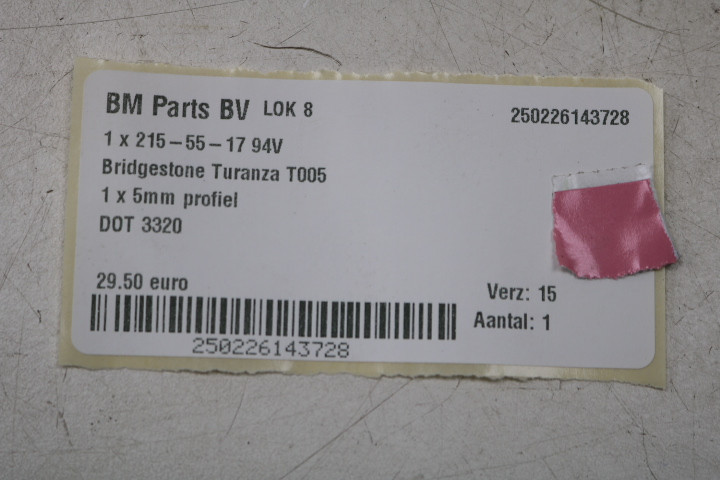 BM Parts BV LOK 8
250226143728
1 x 215-55-17 94V
Bridgestone Turanza T005
1 x 5mm profiel
DOT 3320
29.50 euro
Verz: 15
Aantal: 1
250226143728